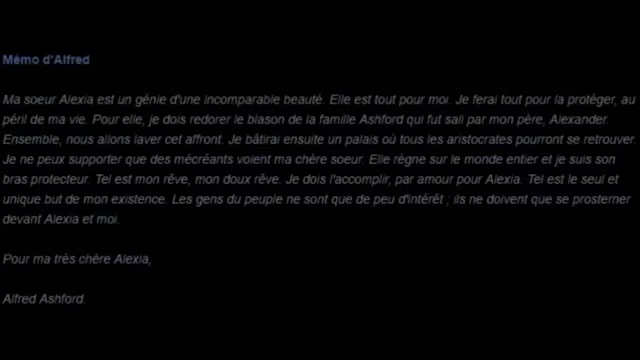 Mémo d'Alfred
Ma soeur Alexia est un génie d'une incomparable beauté. Elle est tout pour moi. Je ferai tout pour la protéger, au
péril de ma vie. Pour elle, je dois redorer le blason de la famille Ashford qui fut sali par mon père, Alexander.
Ensemble, nous allons laver cet affront. Je bâtirai ensuite un palais où tous les aristocrates pourront se retrouver.
Je ne peux supporter que des mécréants voient ma chère soeur. Elle règne sur le monde entier et je suis son
bras protecteur. Tel est mon rêve, mon doux rêve. Je dois l'accomplir, par amour pour Alexia. Tel est le seul et
unique but de mon existence. Les gens du peuple ne sont que de peu d'intérêt ; ils ne doivent que se prosterner
devant Alexia et moi.
Pour ma très chère Alexia,
Alfred Ashford.